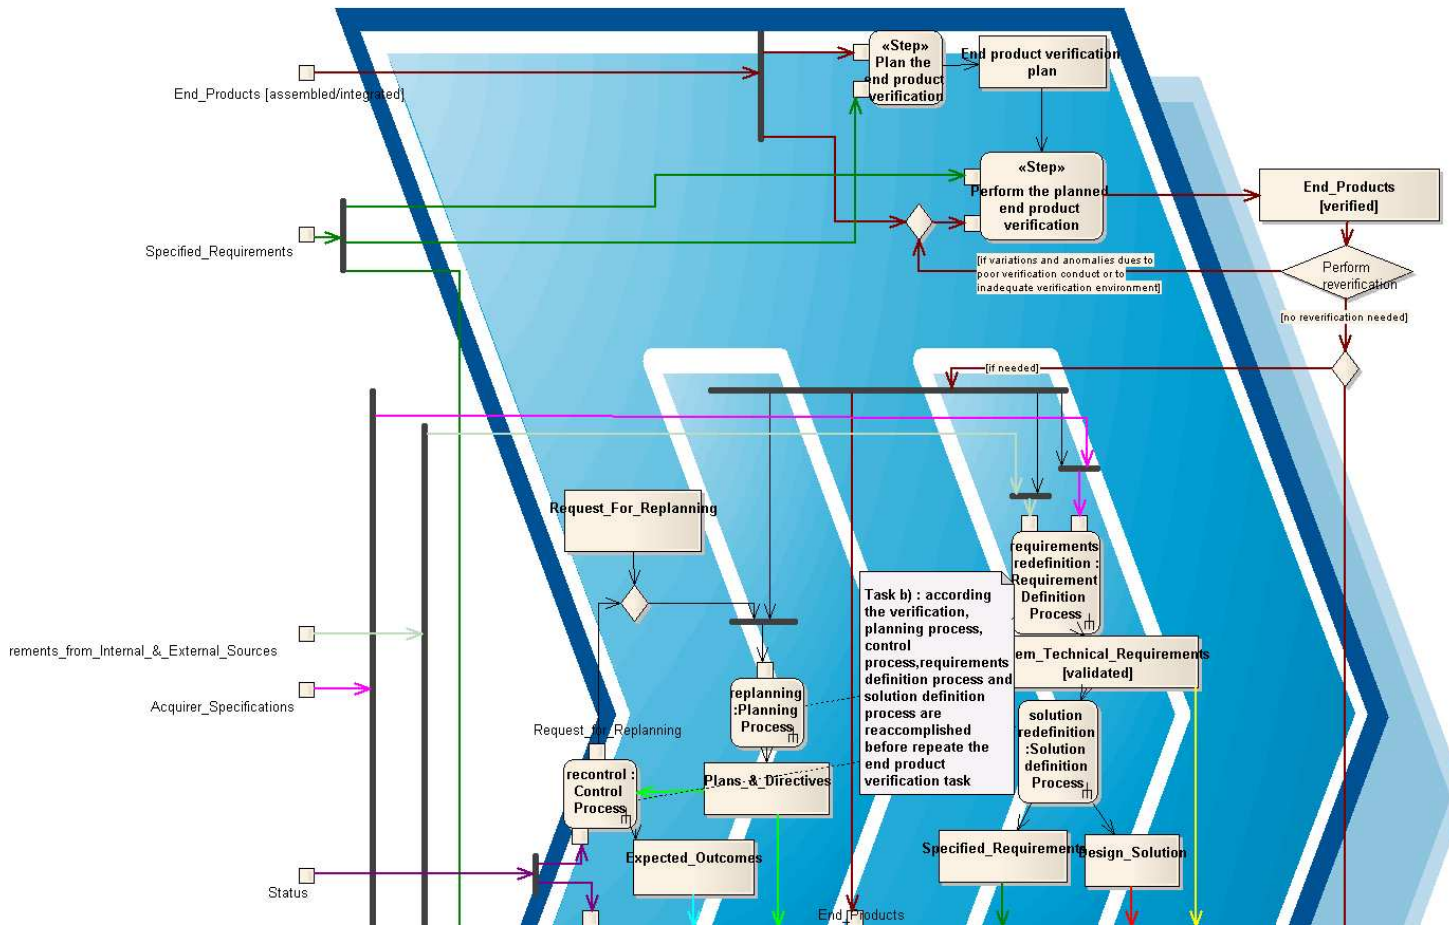 «Step»
Plan the
end product
verification
End product verification
plan
End_Products [assembled/integrated]
«Step»
Perform the planned
end product
verification
End_Products
[verified]
Specified_Requirements
[if variations and anomalies dues to
poor verification conduct or to
inadequate verification environment]
Perform
reverification
[no reverification needed]
[if needed]
Request_For_Replanning
requirements
redefinition :
Requirement
Definition
Process
Task b) : according
the verification,
planning process,
control
process,requirements
definition process and
solution definition
process are
reaccomplished
before repeate the
end product
verification task
rements_from_Internal_&_External_Sources
em_Technical_Requirements
[validated]
Acquirer_Specifications
replanning
:Planning
Process
solution
redefinition
:Solution
definition
Process
Request_for_Replanning
recontrol :
Control
Process
Plans_&_Directives
Expected_Outcomes
Specified_Requirements
Design_Solution
Status
End_Products